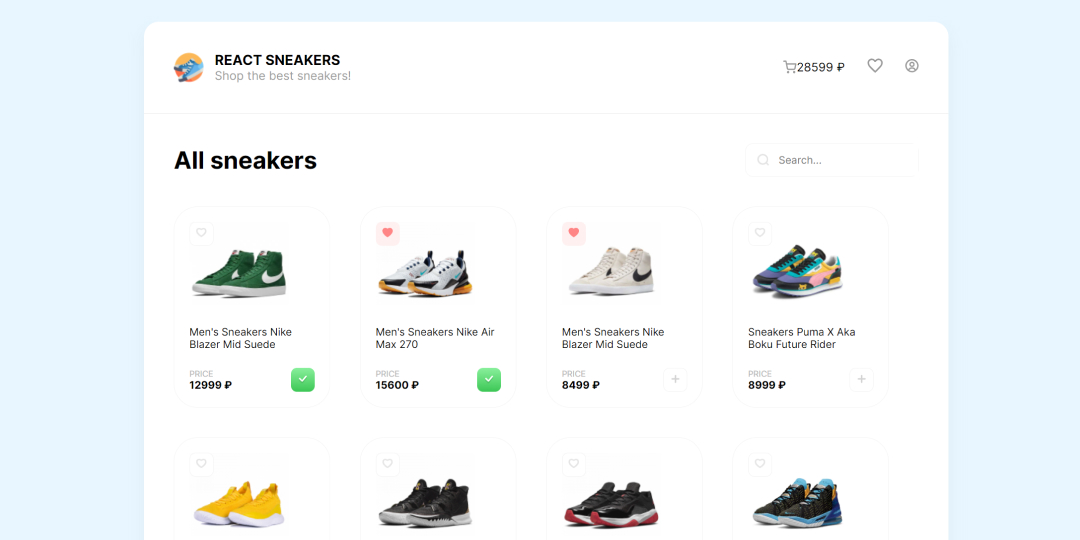 REACT SNEAKERS
Shop the best sneakers!
28599 ₽
All sneakers
Search...
Men's Sneakers Nike
Blazer Mid Suede
PRICE
12999 ₽
Men's Sneakers Nike Air
Max 270
PRICE
15600 ₽
Men's Sneakers Nike
Blazer Mid Suede
PRICE
8499 ₽
Sneakers Puma X Aka
Boku Future Rider
PRICE
8999 ₽